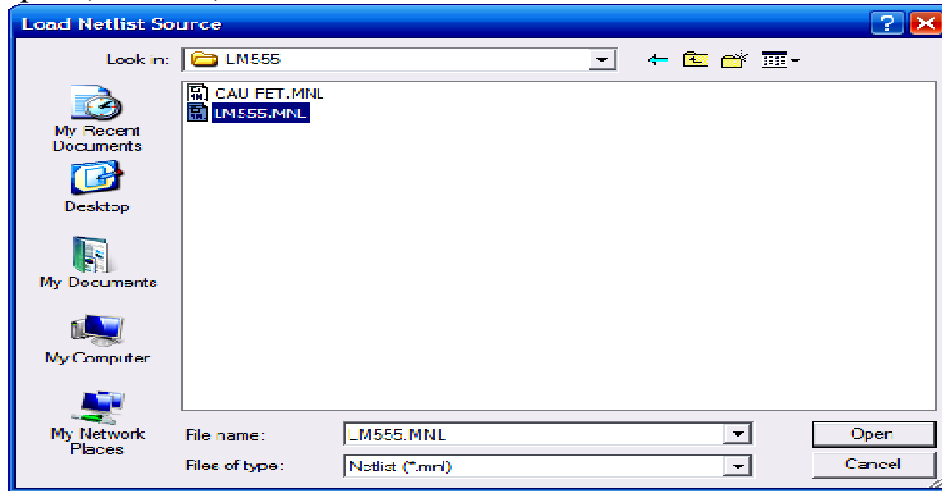 Load Netlist Source
Look in: LM555
CAU FET.MNL
LM555.MNL
My Recent
Documents
Desktop
My Documents
My Computer
My Network
Places
File name: LM555.MNL
Open
Files of type: Netlist (*.mnl)
Cancel